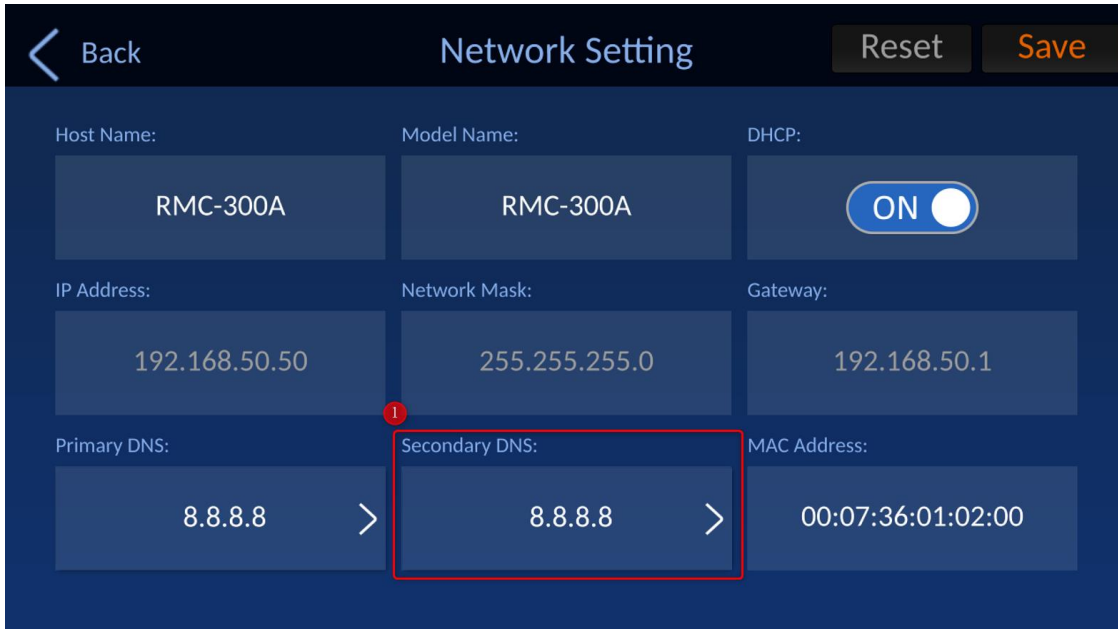 Back Network Setting Reset Save
Host Name: Model Name: DHCP:
RMC-300A RMC-300A ON
IP Address: Network Mask: Gateway:
192.168.50.50 255.255.255.0 192.168.50.1
1
Primary DNS: Secondary DNS: MAC Address:
8.8.8.8 8.8.8.8 00:07:36:01:02:00